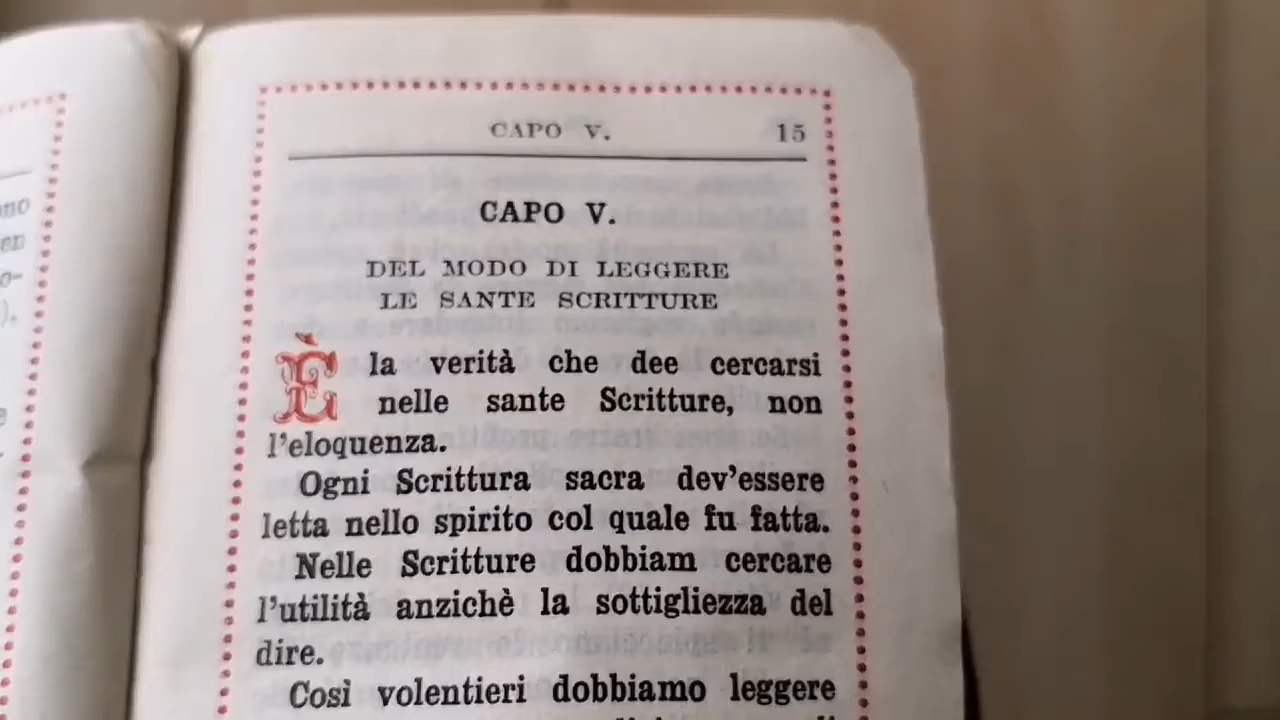 CAPO V. 15
CAPO V.
DEL MODO DI LEGGERE
LE SANTE SCRITTURE
È la verità che dee cercarsi
nelle sante Scritture, non
l'eloquenza.
Ogni Scrittura sacra dev'essere
letta nello spirito col quale fu fatta.
Nelle Scritture dobbiam cercare
l'utilità anzichè la sottigliezza del
dire.
Così volentieri dobbiamo leggere